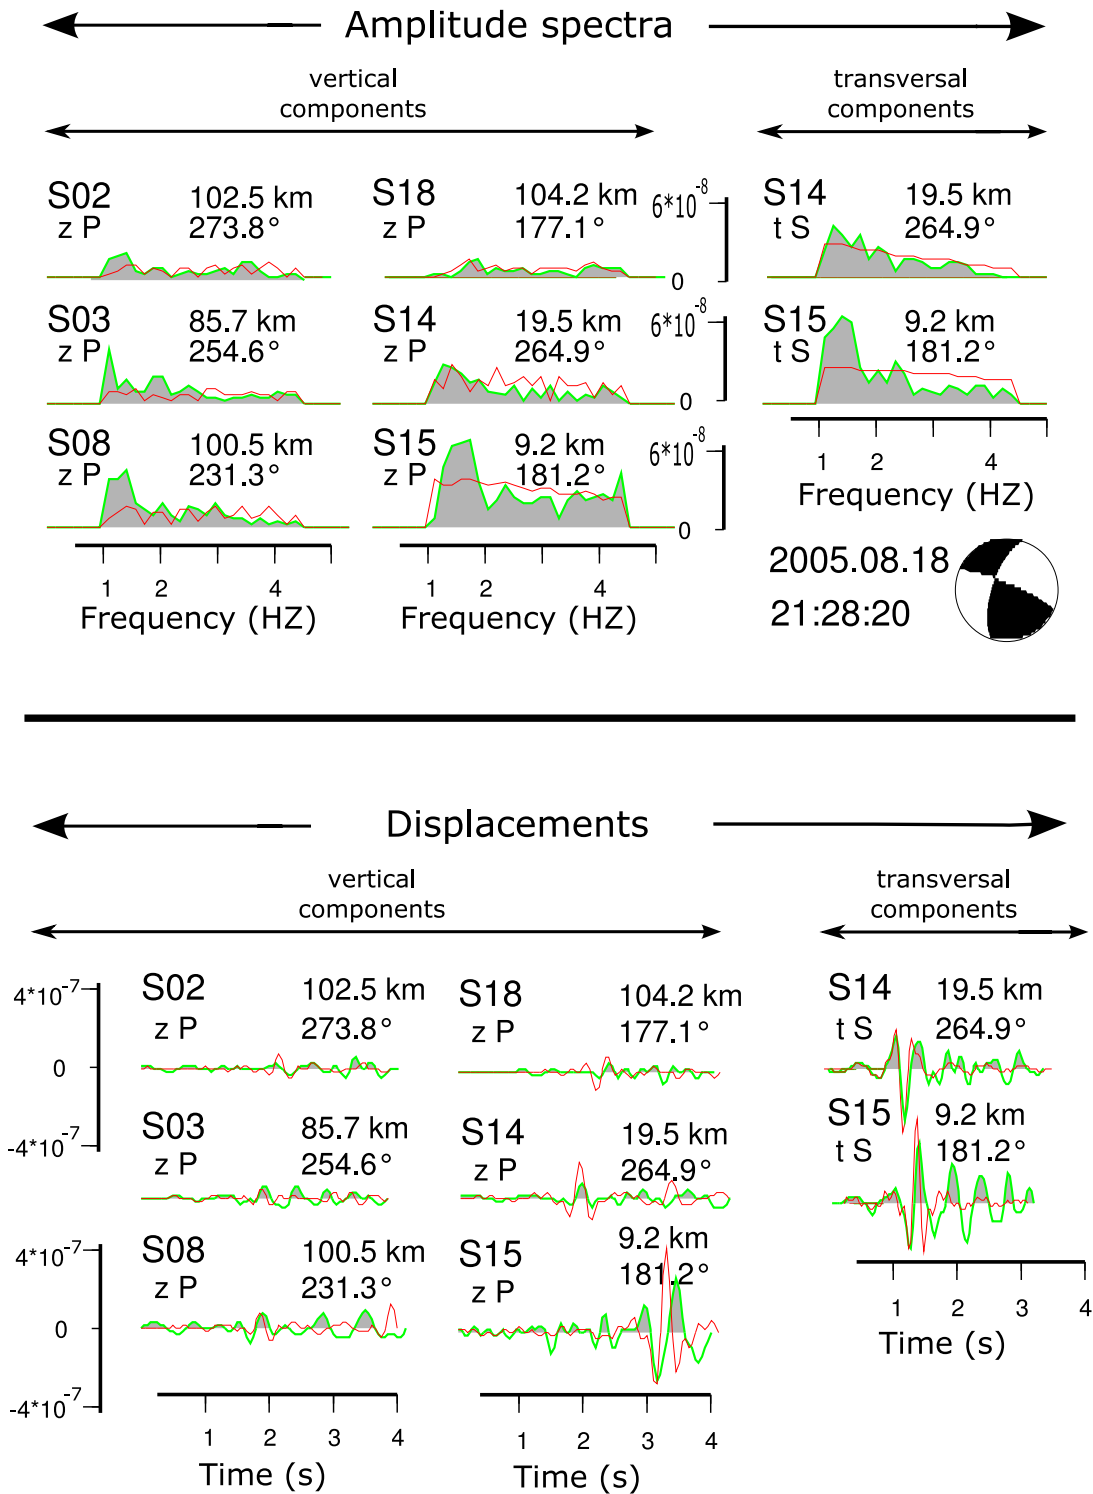 Amplitude spectra
vertical
components
transversal
components
S02 102.5 km
z P 273.8°
S18 104.2 km
z P 177.1°
6*10-8
0
S14 19.5 km
t S 264.9°
S03 85.7 km
z P 254.6°
S14 19.5 km
z P 264.9°
6*10-8
0
S15 9.2 km
t S 181.2°
S08 100.5 km
z P 231.3°
S15 9.2 km
z P 181.2°
6*10-8
0
1 2 4
Frequency (HZ)
1 2 4
Frequency (HZ)
1 2 4
Frequency (HZ)
2005.08.18
21:28:20
Displacements
vertical
components
transversal
components
4*10-7
0
-4*10-7
S02 102.5 km
z P 273.8°
S18 104.2 km
z P 177.1°
S14 19.5 km
t S 264.9°
S03 85.7 km
z P 254.6°
S14 19.5 km
z P 264.9°
S15 9.2 km
t S 181.2°
4*10-7
0
-4*10-7
S08 100.5 km
z P 231.3°
S15 9.2 km
z P 181.2°
1 2 3 4
Time (s)
1 2 3 4
Time (s)
1 2 3 4
Time (s)